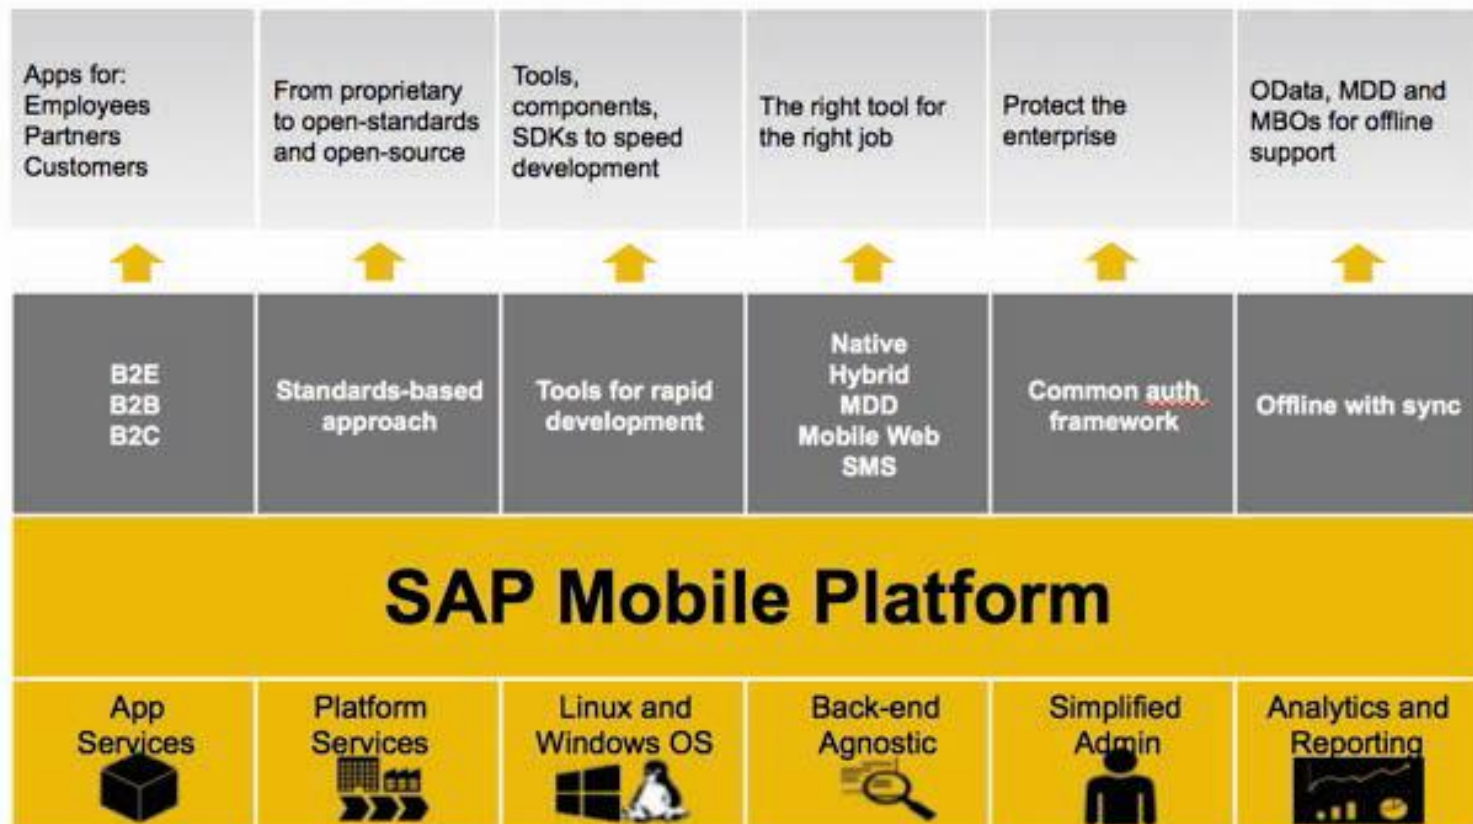 Apps for:
Employees
Partners
Customers
From proprietary
to open-standards
and open-source
Tools,
components,
SDKs to speed
development
The right tool for
the right job
Protect the
enterprise
OData, MDD and
MBOs for offline
support
B2E
B2B
B2C
Standards-based
approach
Tools for rapid
development
Native
Hybrid
MDD
Mobile Web
SMS
Common auth
framework
Offline with sync
SAP Mobile Platform
App
Services
Platform
Services
Linux and
Windows OS
Back-end
Agnostic
Simplified
Admin
Analytics and
Reporting